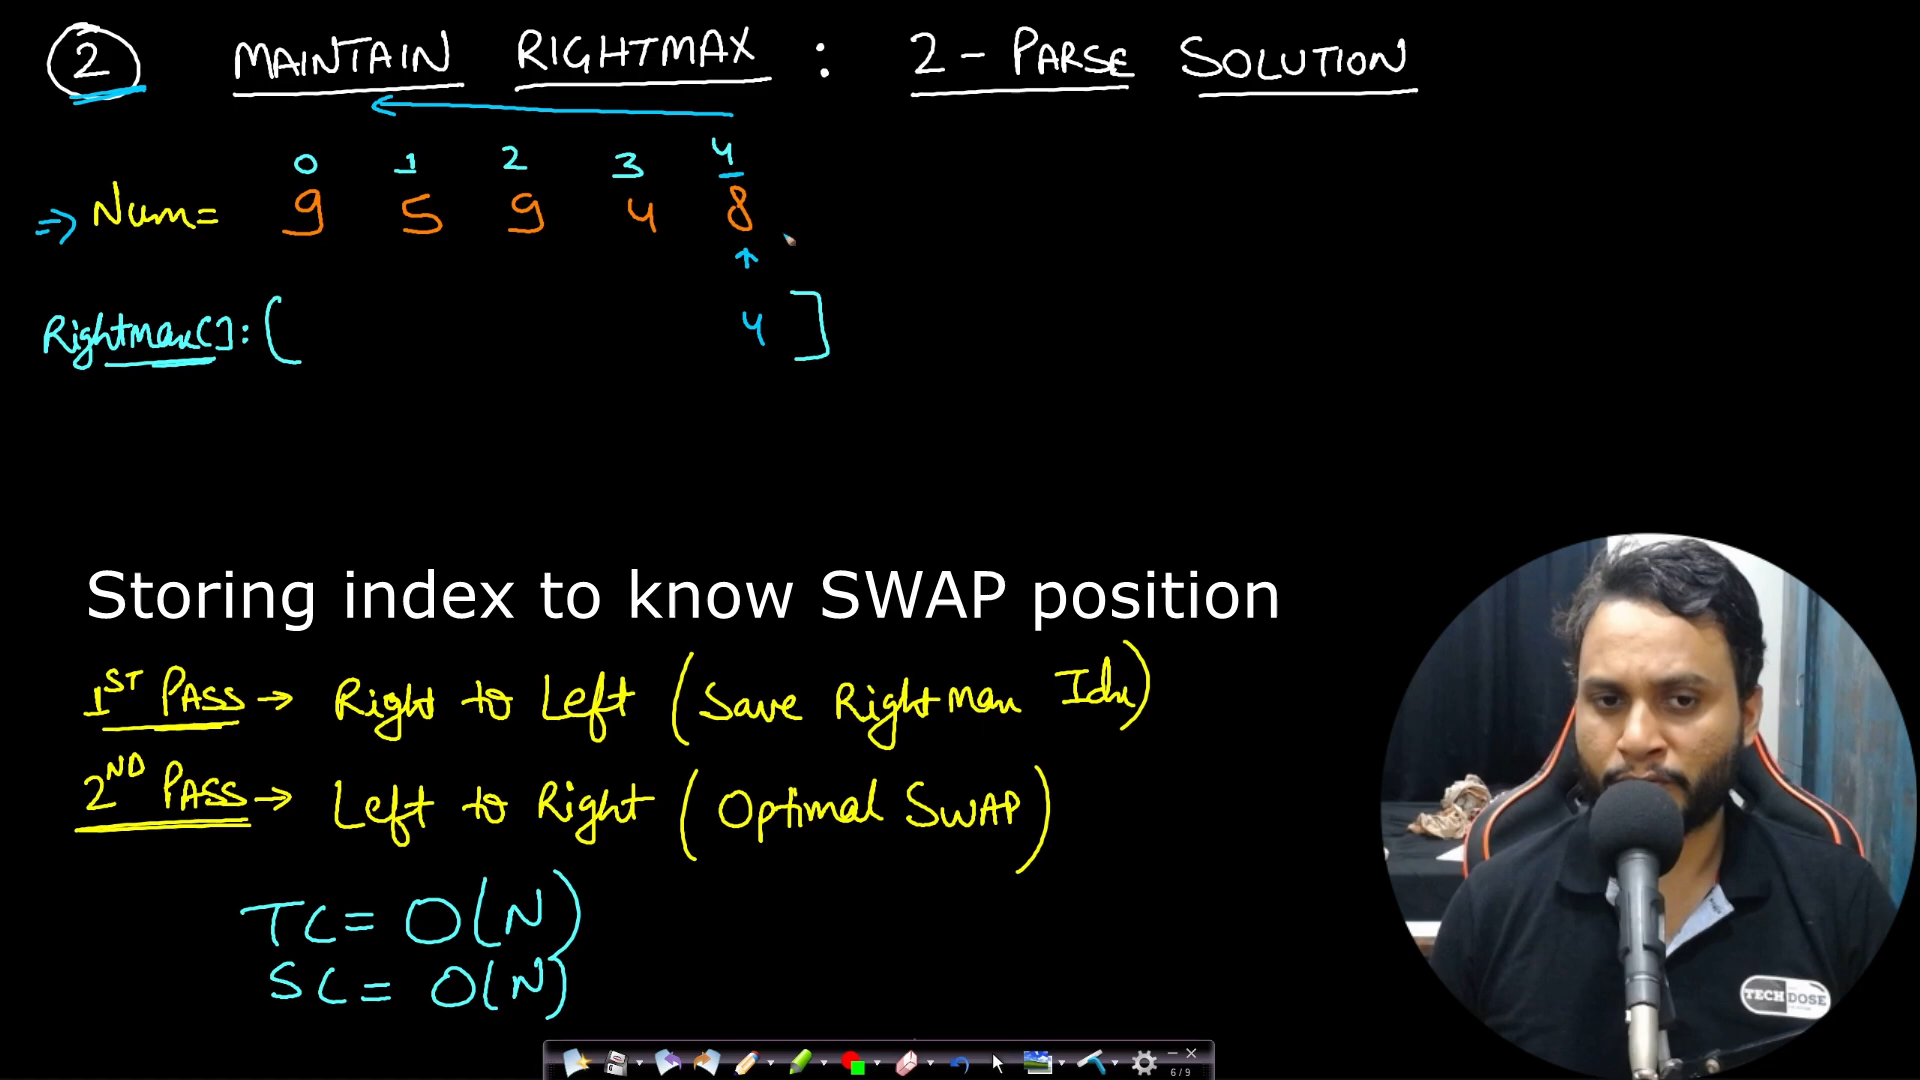 2 MAINTAIN RIGHTMAX : 2 - PARSE SOLUTION
0 1 2 3 4
⇒ Num= 9 5 9 4 8
Rightmax[]: [ 4 ]
Storing index to know SWAP position
1ST PASS → Right to Left (Save Rightmax Idx)
2ND PASS → Left to Right (Optimal SWAP)
TC = O(N)
SC = O(N)
TECH DOSE
6 / 9